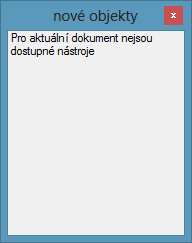 nové objekty
x
Pro aktuální dokument nejsou
dostupné nástroje